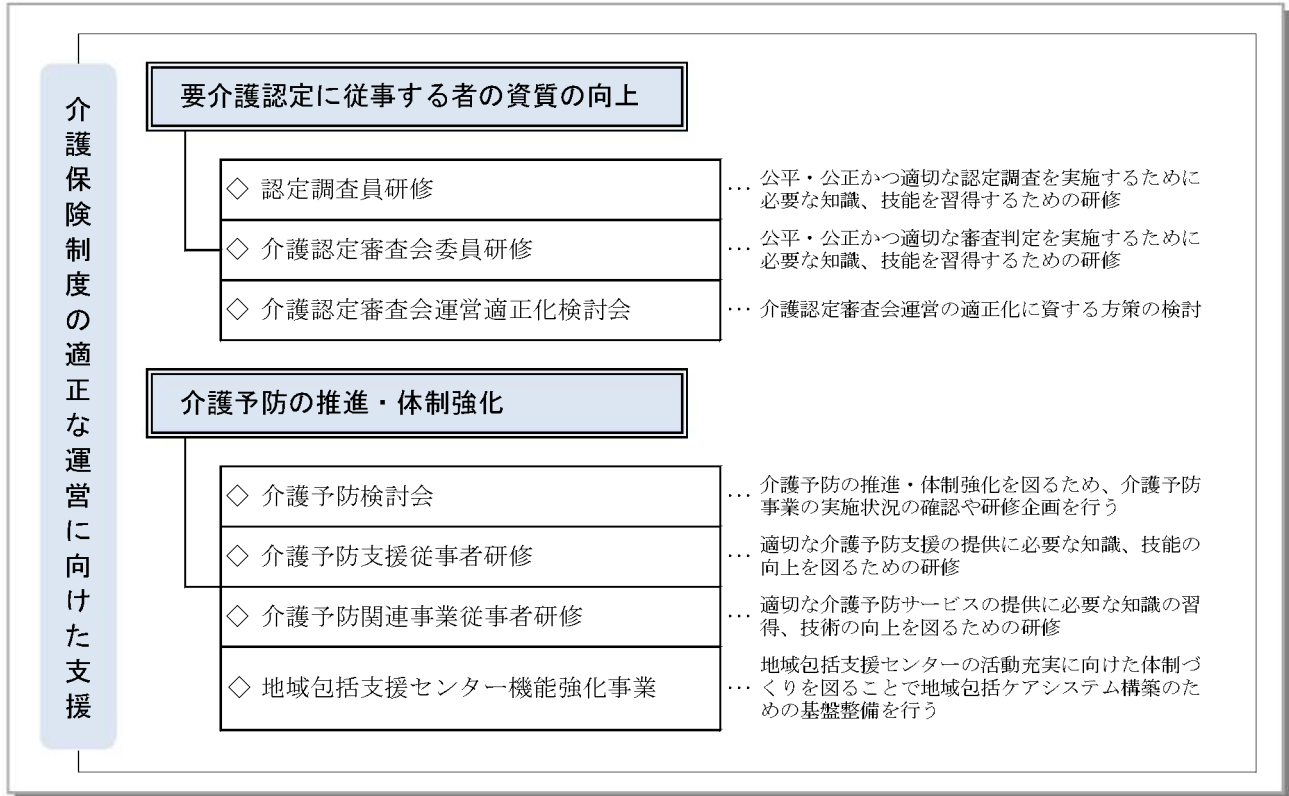 介護保険制度の適正な運営に向けた支援
要介護認定に従事する者の資質の向上
◇ 認定調査員研修
… 公平・公正かつ適切な認定調査を実施するために
必要な知識、技能を習得するための研修
◇ 介護認定審査会委員研修
… 公平・公正かつ適切な審査判定を実施するために
必要な知識、技能を習得するための研修
◇ 介護認定審査会運営適正化検討会
… 介護認定審査会運営の適正化に資する方策の検討
介護予防の推進・体制強化
◇ 介護予防検討会
… 介護予防の推進・体制強化を図るため、介護予防
事業の実施状況の確認や研修企画を行う
◇ 介護予防支援従事者研修
… 適切な介護予防支援の提供に必要な知識、技能の
向上を図るための研修
◇ 介護予防関連事業従事者研修
… 適切な介護予防サービスの提供に必要な知識の習
得、技術の向上を図るための研修
◇ 地域包括支援センター機能強化事業
… 地域包括支援センターの活動充実に向けた体制づ
くりを図ることで地域包括ケアシステム構築のた
めの基盤整備を行う